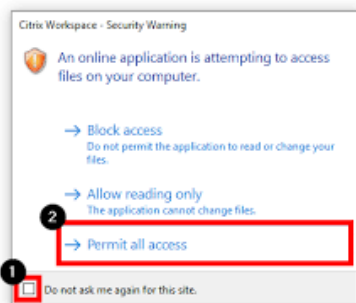 Citrix Workspace - Security Warning
An online application is attempting to access
files on your computer.
Block access
Do not permit the application to read or change your
files.
Allow reading only
The application cannot change files.
2
Permit all access
1
Do not ask me again for this site.